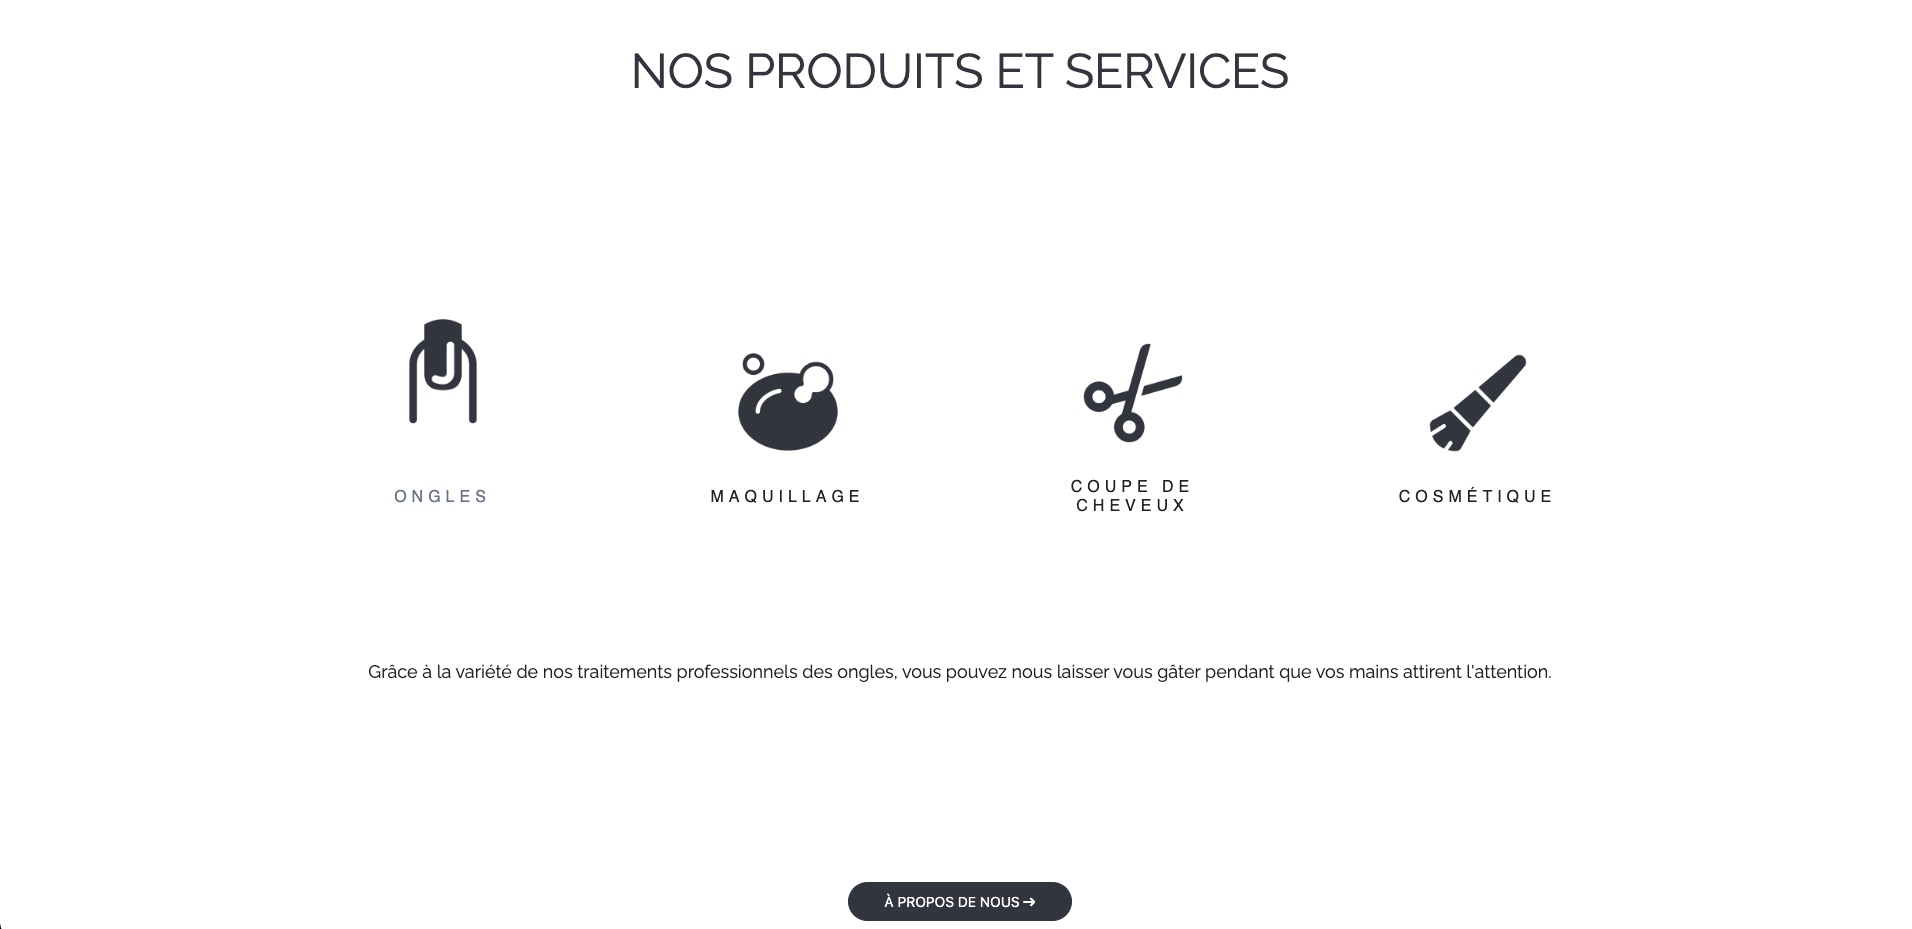 NOS PRODUITS ET SERVICES
ONGLES
MAQUILLAGE
COUPE DE
CHEVEUX
COSMÉTIQUE
Grâce à la variété de nos traitements professionnels des ongles, vous pouvez nous laisser vous gâter pendant que vos mains attirent l'attention.
À PROPOS DE NOUS →